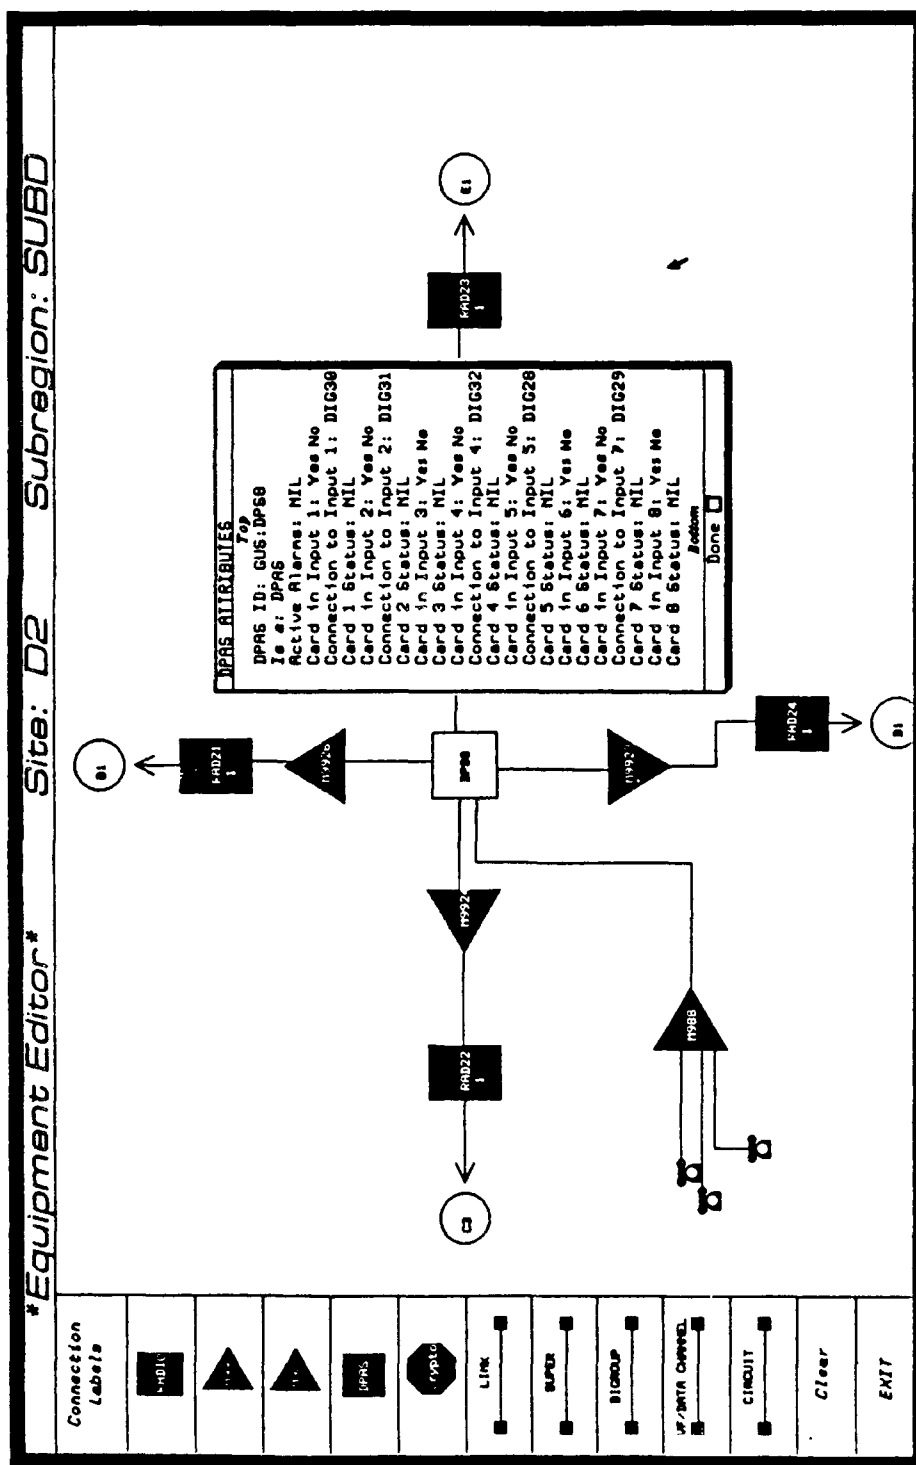 *Equipment Editor* Site: D2 Subregion: SUBD
Connection
Labels
DPAS
LINK
SUPER
DIGROUP
VF/DATA CHANNEL
CIRCUIT
Clear
EXIT
C3
RAD22
1
M988
RAD21
1
DPAS ATTRIBUTES
Top
DPAS ID: GUS:DPS8
Is a: DPAS
Active Alarms: NIL
Card in Input 1: Yes No
Connection to Input 1: DIG30
Card 1 Status: NIL
Card in Input 2: Yes No
Connection to Input 2: DIG31
Card 2 Status: NIL
Card in Input 3: Yes No
Card 3 Status: NIL
Card in Input 4: Yes No
Connection to Input 4: DIG32
Card 4 Status: NIL
Card in Input 5: Yes No
Connection to Input 5: DIG28
Card 5 Status: NIL
Card in Input 6: Yes No
Card 6 Status: NIL
Card in Input 7: Yes No
Connection to Input 7: DIG29
Card 7 Status: NIL
Card in Input 8: Yes No
Card 8 Status: NIL
Bottom
Done
RAD24
1
RAD23
1
E1